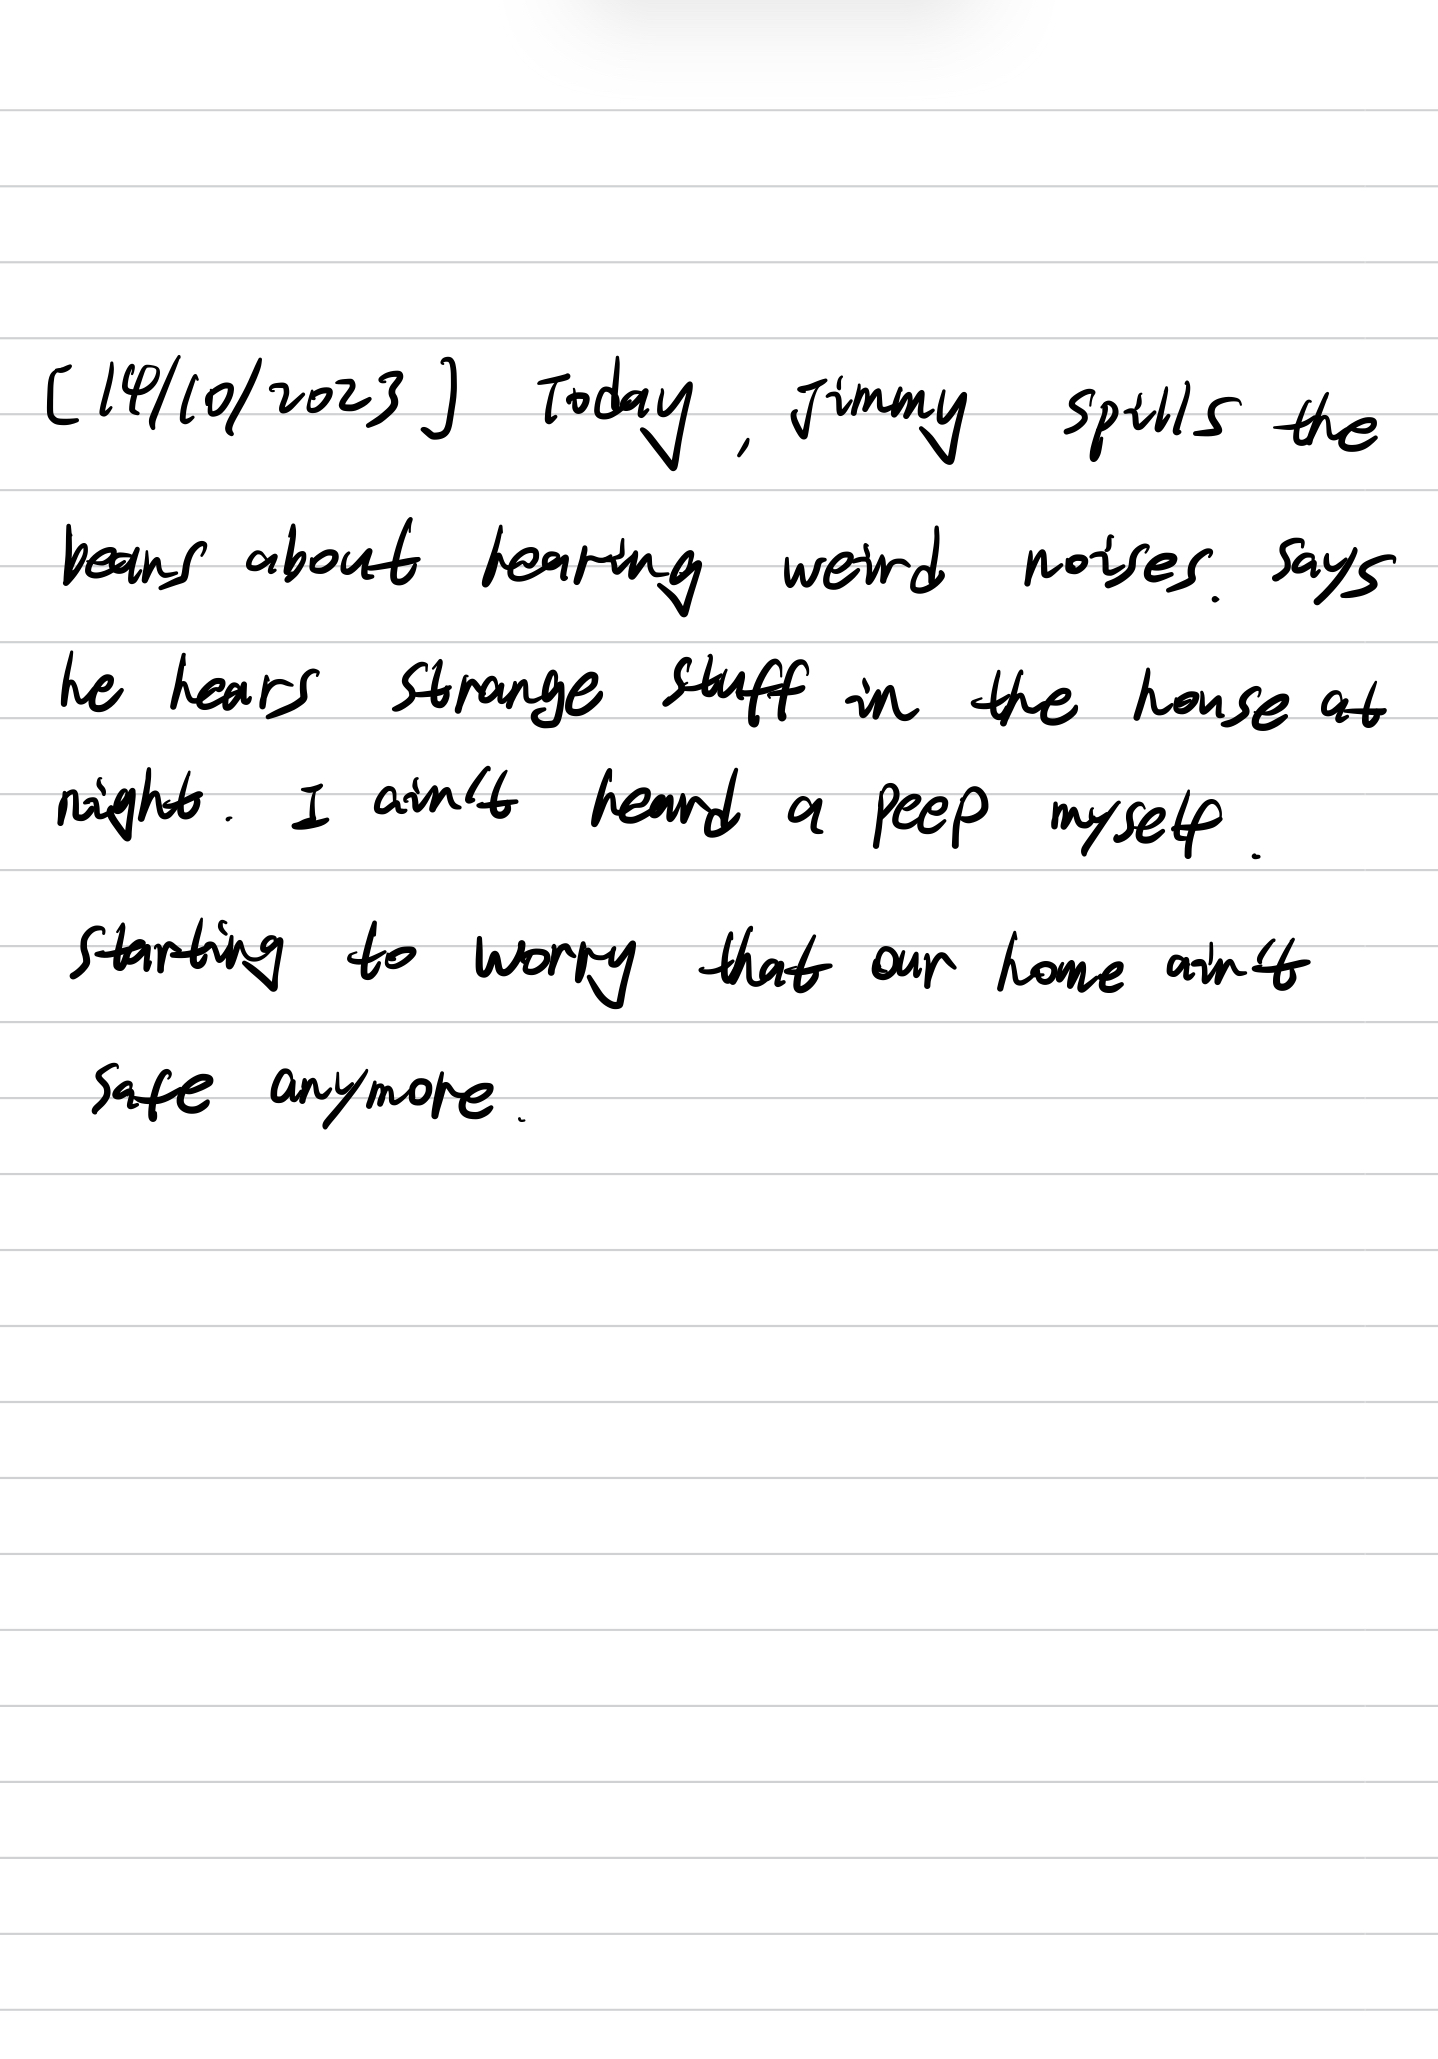 [14/10/2023] Today, Jimmy spills the
beans about hearing weird noises. Says
he hears strange stuff in the house at
night. I ain't heard a peep myself.
Starting to worry that our home ain't
safe anymore.